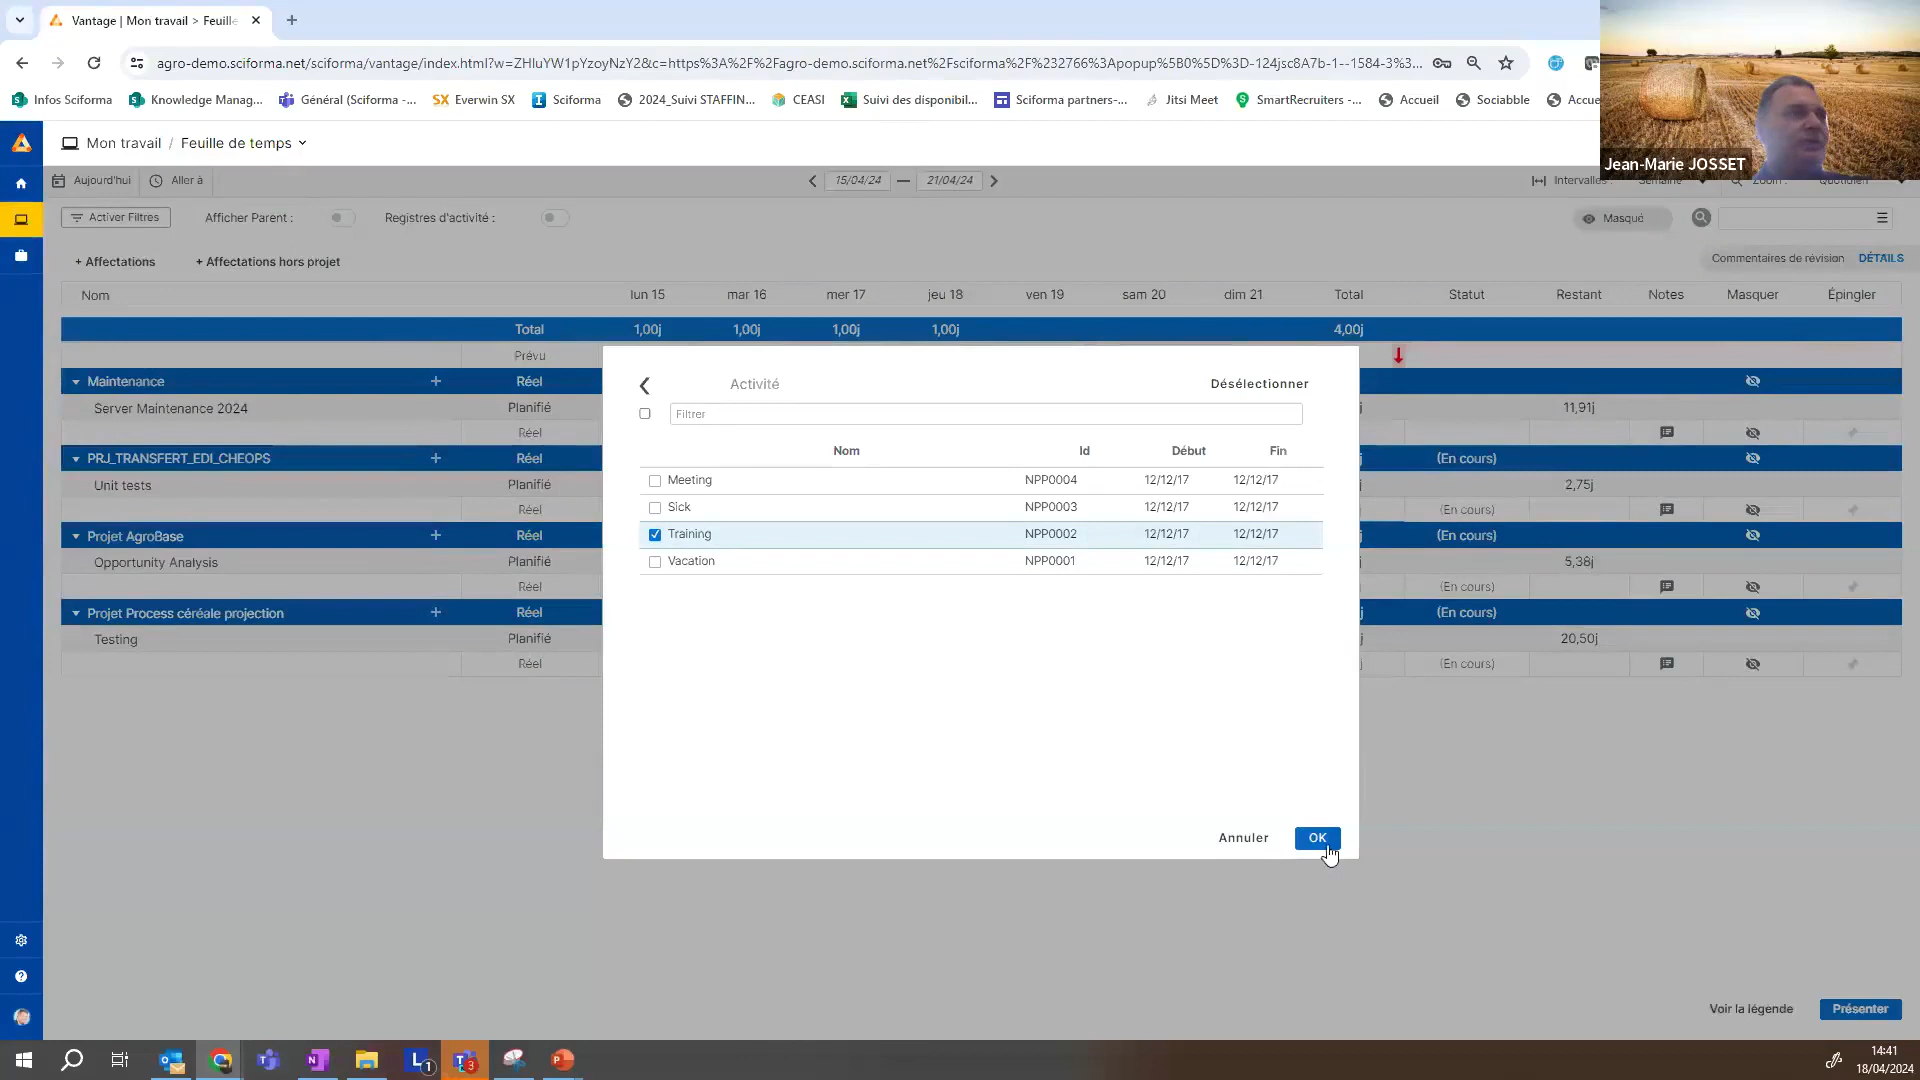 Vantage | Mon travail > Feuille
agro-demo.sciforma.net/sciforma/vantage/index.html?w=ZHIuYW1pYzoyNzY2&c=https%3A%2F%2Fagro-demo.sciforma.net%2Fsciforma%2F%232766%3Apopup%5B0%5D%3D-124jsc8A7b-1--1584-3%3...
Infos Sciforma
Knowledge Manag...
Général (Sciforma -...
Everwin SX
Sciforma
2024_Suivi STAFFIN...
CEASI
Suivi des disponibil...
Sciforma partners-...
Jitsi Meet
SmartRecruiters -...
Accueil
Sociabble
Accue
Jean-Marie JOSSET
Mon travail / Feuille de temps
Aujourd'hui
Aller à
15/04/24 — 21/04/24
Intervalles :
Semaine
Zoom :
Quotidien
Activer Filtres
Afficher Parent :
Registres d'activité :
Masqué
+ Affectations
+ Affectations hors projet
Commentaires de révision
DÉTAILS
Nom lun 15 mar 16 mer 17 jeu 18 ven 19 sam 20 dim 21 Total Statut Restant Notes Masquer Épingler
Total 1,00j 1,00j 1,00j 1,00j 4,00j
Prévu
Maintenance + Réel
Server Maintenance 2024 Planifié 11,91j
Réel
PRJ_TRANSFERT_EDI_CHEOPS + Réel (En cours)
Unit tests Planifié 2,75j
Réel (En cours)
Projet AgroBase + Réel (En cours)
Opportunity Analysis Planifié 5,38j
Réel (En cours)
Projet Process céréale projection + Réel (En cours)
Testing Planifié 20,50j
Réel (En cours)
Activité
Désélectionner
Filtrer
Nom Id Début Fin
Meeting NPP0004 12/12/17 12/12/17
Sick NPP0003 12/12/17 12/12/17
Training NPP0002 12/12/17 12/12/17
Vacation NPP0001 12/12/17 12/12/17
Annuler
OK
Voir la légende
Présenter
1
3
14:41
18/04/2024